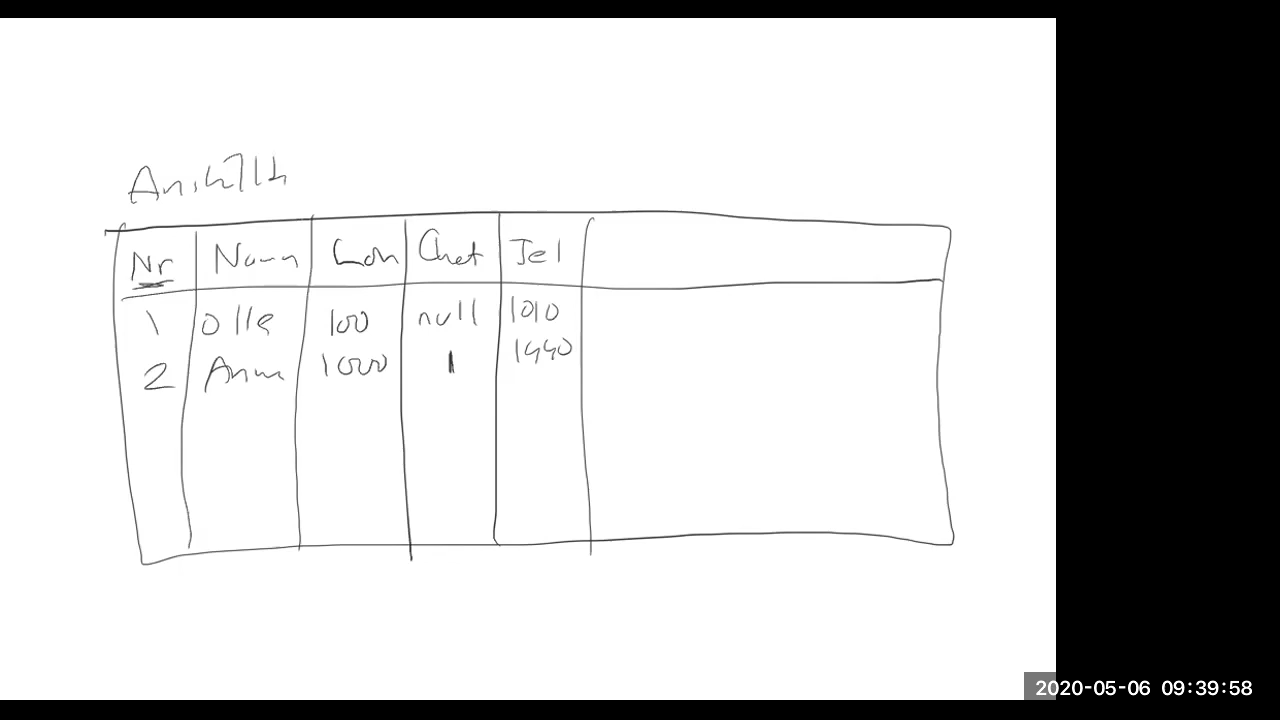 Anställd
Nr Namn Lön Chef Tel
1 Olle 100 null 1010
2 Anna 1000 1 1440
2020-05-06 09:39:58